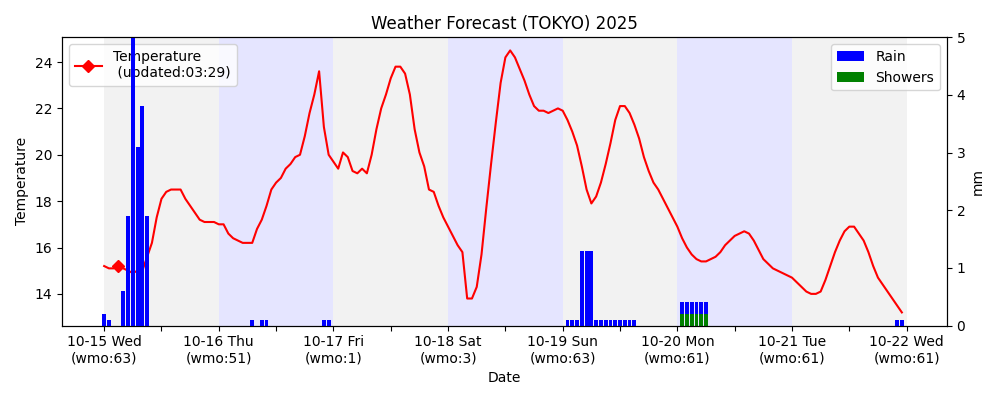 Weather Forecast (TOKYO) 2025
Temperature
(updated:03:29)
Rain
Showers
Temperature
24
22
20
18
16
14
5
4
3
2
1
0
mm
10-15 Wed
(wmo:63)
10-16 Thu
(wmo:51)
10-17 Fri
(wmo:1)
10-18 Sat
(wmo:3)
10-19 Sun
(wmo:63)
10-20 Mon
(wmo:61)
10-21 Tue
(wmo:61)
10-22 Wed
(wmo:61)
Date